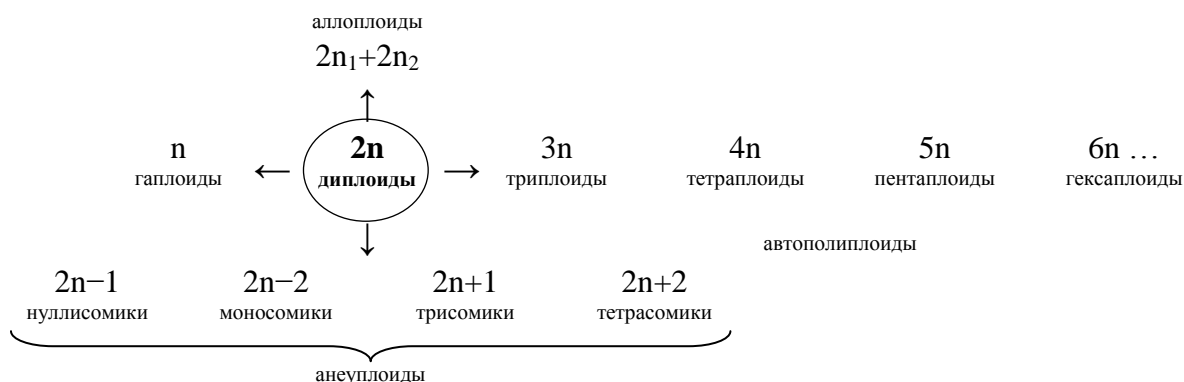 аллоплоиды
2n₁+2n₂
n 2n 3n 4n 5n 6n …
гаплоиды ← диплоиды → триплоиды тетраплоиды пентаплоиды гексаплоиды
автополиплоиды
2n−1 2n−2 2n+1 2n+2
нуллисомики моносомики трисомики тетрасомики
анеуплоиды